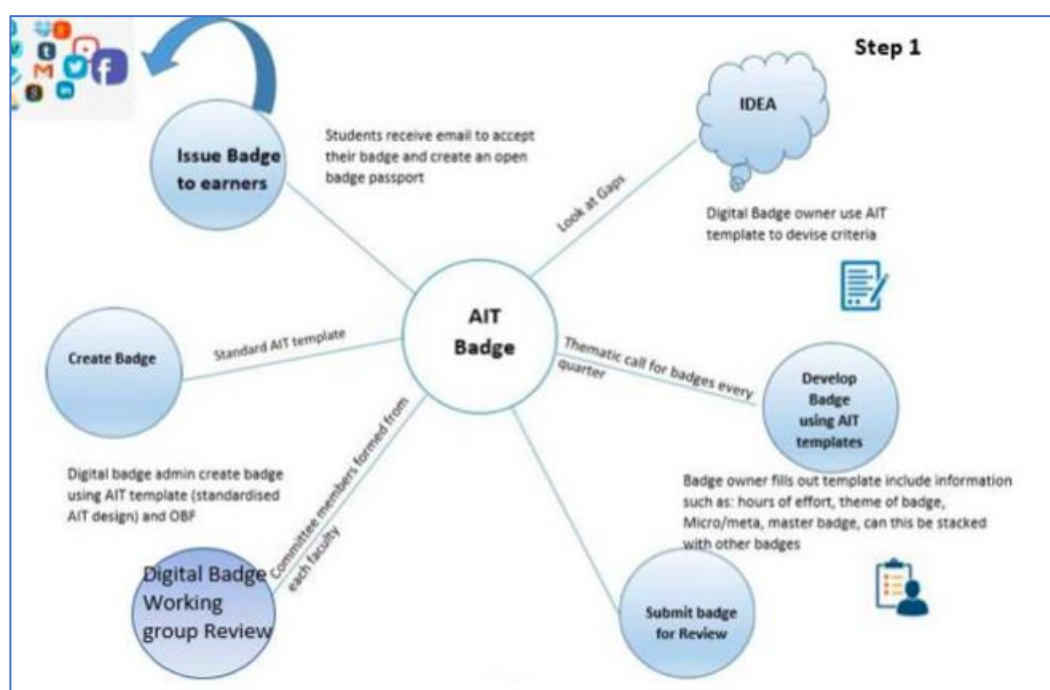 Step 1
IDEA
Look at Gaps
Digital Badge owner use AIT
template to devise criteria
AIT
Badge
Thematic call for badges every
quarter
Develop
Badge
using AIT
templates
Badge owner fills out template include information
such as: hours of effort, theme of badge,
Micro/meta, master badge, can this be stacked
with other badges
Submit badge
for Review
Committee members formed from
each faculty
Digital Badge
Working
group Review
Standard AIT template
Create Badge
Digital badge admin create badge
using AIT template (standardised
AIT design) and OBF
Issue Badge
to earners
Students receive email to accept
their badge and create an open
badge passport